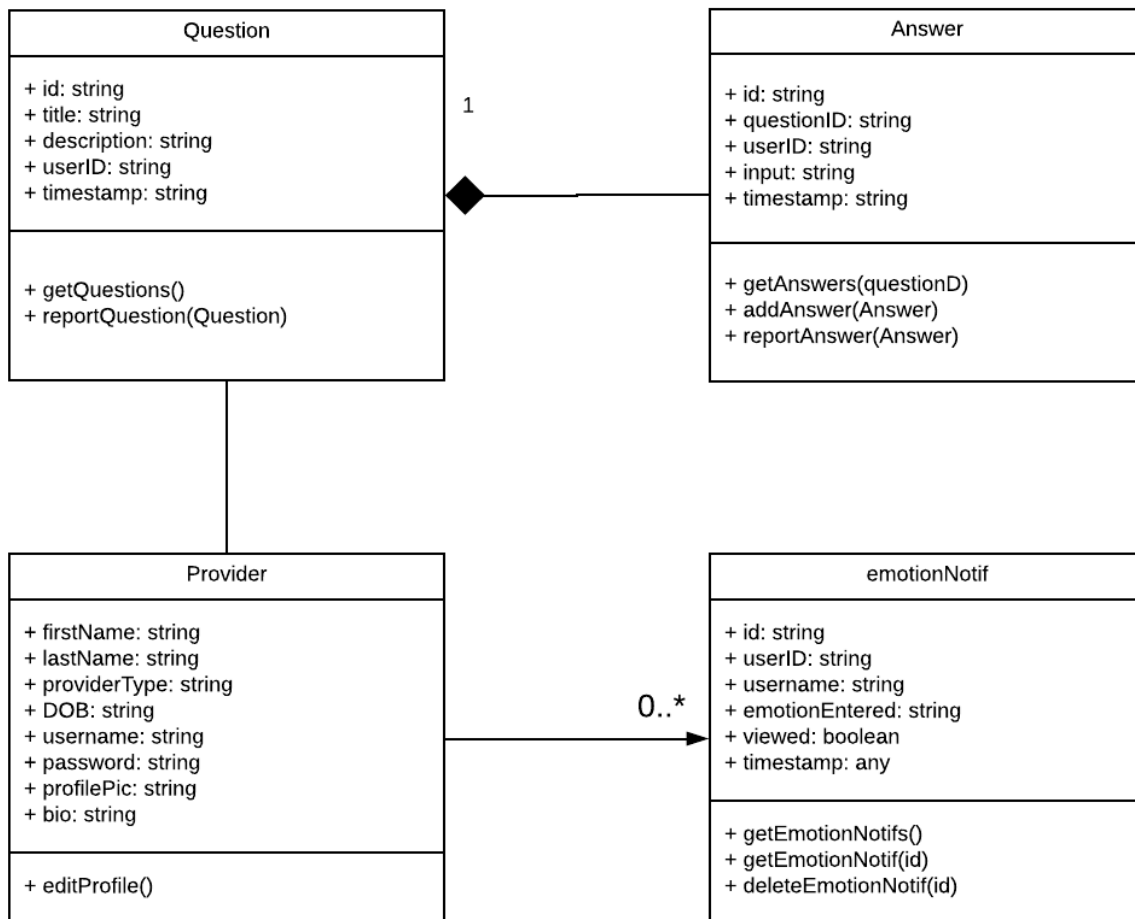 Question
+ id: string
+ title: string
+ description: string
+ userID: string
+ timestamp: string
+ getQuestions()
+ reportQuestion(Question)
1
Answer
+ id: string
+ questionID: string
+ userID: string
+ input: string
+ timestamp: string
+ getAnswers(questionD)
+ addAnswer(Answer)
+ reportAnswer(Answer)
Provider
+ firstName: string
+ lastName: string
+ providerType: string
+ DOB: string
+ username: string
+ password: string
+ profilePic: string
+ bio: string
+ editProfile()
0..*
emotionNotif
+ id: string
+ userID: string
+ username: string
+ emotionEntered: string
+ viewed: boolean
+ timestamp: any
+ getEmotionNotifs()
+ getEmotionNotif(id)
+ deleteEmotionNotif(id)